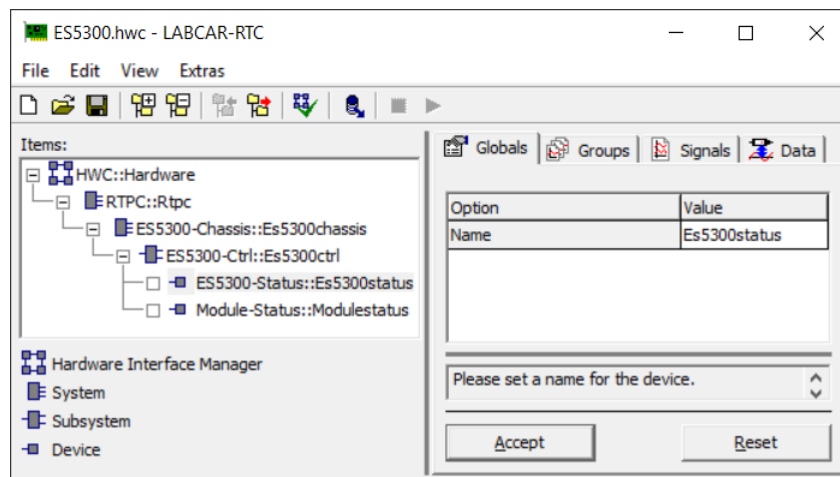 ES5300.hwc - LABCAR-RTC
File Edit View Extras
Items:
HWC::Hardware
RTPC::Rtpc
ES5300-Chassis::Es5300chassis
ES5300-Ctrl::Es5300ctrl
ES5300-Status::Es5300status
Module-Status::Modulestatus
Hardware Interface Manager
System
Subsystem
Device
Globals Groups Signals Data
Option Value
Name Es5300status
Please set a name for the device.
Accept Reset